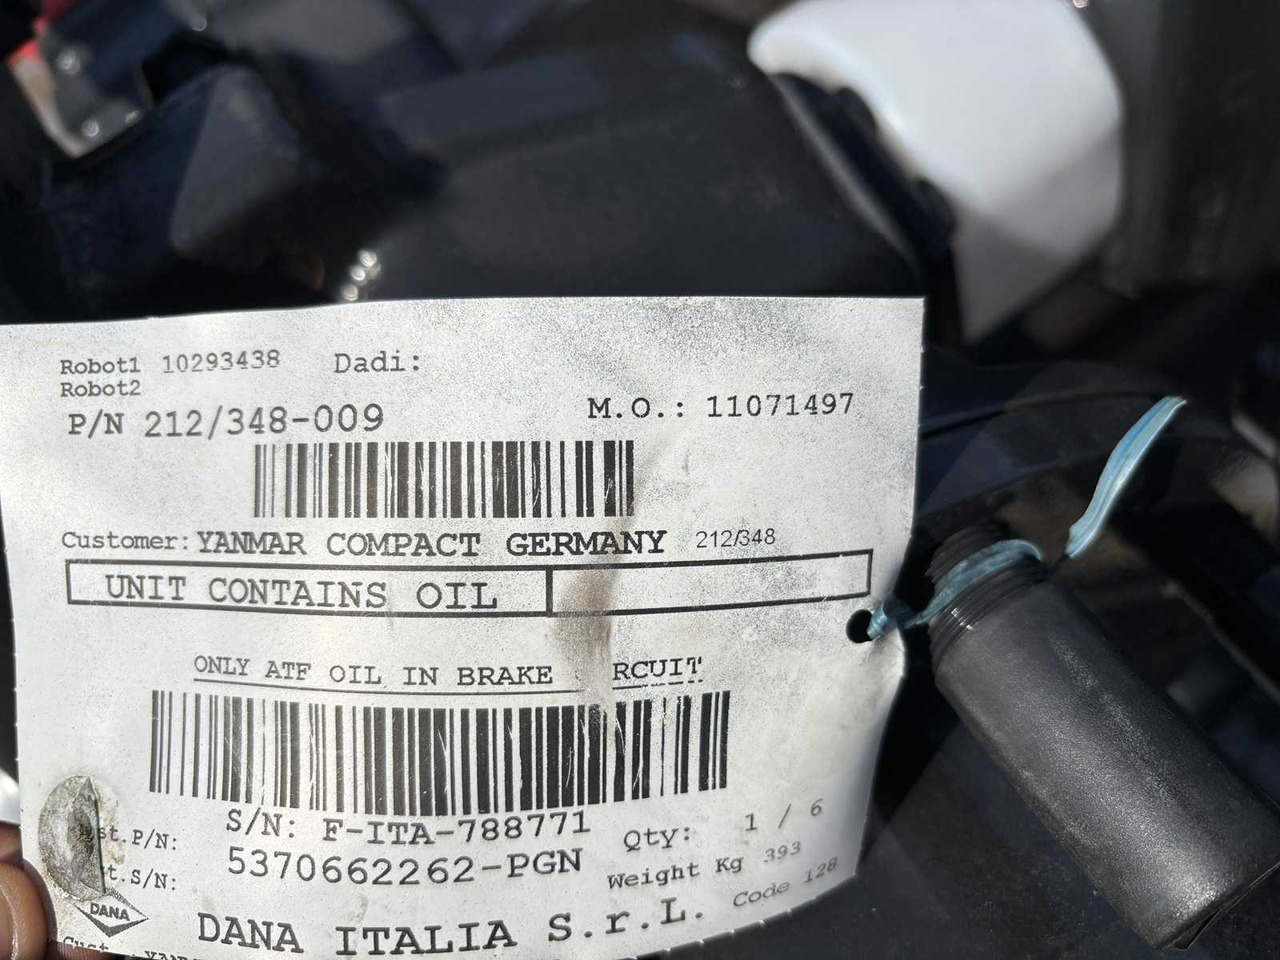 Robot1 10293438 Dadi:
Robot2
P/N 212/348-009 M.O.: 11071497
Customer: YANMAR COMPACT GERMANY 212/348
UNIT CONTAINS OIL
ONLY ATF OIL IN BRAKE RCUIT
S/N: F-ITA-788771 Qty: 1 / 6
st.P/N: 5370662262-PGN Weight Kg 393
t.S/N: Code 128
DANA DANA ITALIA S.r.L.
Cust